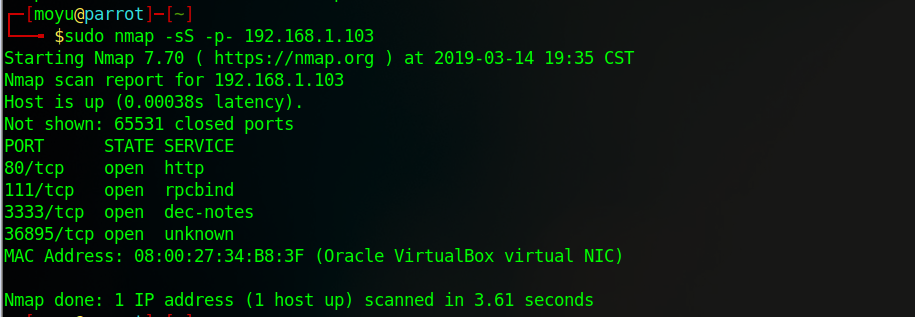 ┌─[moyu@parrot]─[~]
└──╼ $sudo nmap -sS -p- 192.168.1.103
Starting Nmap 7.70 ( https://nmap.org ) at 2019-03-14 19:35 CST
Nmap scan report for 192.168.1.103
Host is up (0.00038s latency).
Not shown: 65531 closed ports
PORT      STATE SERVICE
80/tcp    open  http
111/tcp   open  rpcbind
3333/tcp  open  dec-notes
36895/tcp open  unknown
MAC Address: 08:00:27:34:B8:3F (Oracle VirtualBox virtual NIC)
Nmap done: 1 IP address (1 host up) scanned in 3.61 seconds